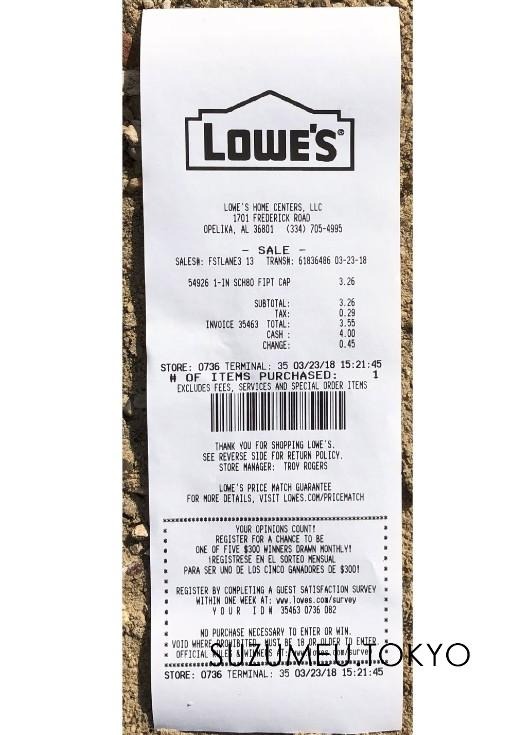 LOWE'S®
LOWE'S HOME CENTERS, LLC
1701 FREDERICK ROAD
OPELIKA, AL 36801 (334) 705-4995
- SALE -
SALES#: FSTLANE3 13 TRANS#: 61836486 03-23-18
54926 1-IN SCH80 FIPT CAP 3.26
SUBTOTAL: 3.26
TAX: 0.29
INVOICE 35463 TOTAL: 3.55
CASH : 4.00
CHANGE: 0.45
STORE: 0736 TERMINAL: 35 03/23/18 15:21:45
# OF ITEMS PURCHASED: 1
EXCLUDES FEES, SERVICES AND SPECIAL ORDER ITEMS
THANK YOU FOR SHOPPING LOWE'S.
SEE REVERSE SIDE FOR RETURN POLICY.
STORE MANAGER: TROY ROGERS
LOWE'S PRICE MATCH GUARANTEE
FOR MORE DETAILS, VISIT LOWES.COM/PRICEMATCH
YOUR OPINIONS COUNT!
REGISTER FOR A CHANCE TO BE
ONE OF FIVE $300 WINNERS DRAWN MONTHLY!
¡REGISTRESE EN EL SORTEO MENSUAL
PARA SER UNO DE LOS CINCO GANADORES DE $300!
REGISTER BY COMPLETING A GUEST SATISFACTION SURVEY
WITHIN ONE WEEK AT: www.lowes.com/survey
Y O U R I D # 35463 0736 082
NO PURCHASE NECESSARY TO ENTER OR WIN.
VOID WHERE PROHIBITED. MUST BE 18 OR OLDER TO ENTER.
OFFICIAL RULES & WINNERS AT: www.lowes.com/survey
SUZUMEU.TOKYO
STORE: 0736 TERMINAL: 35 03/23/18 15:21:45